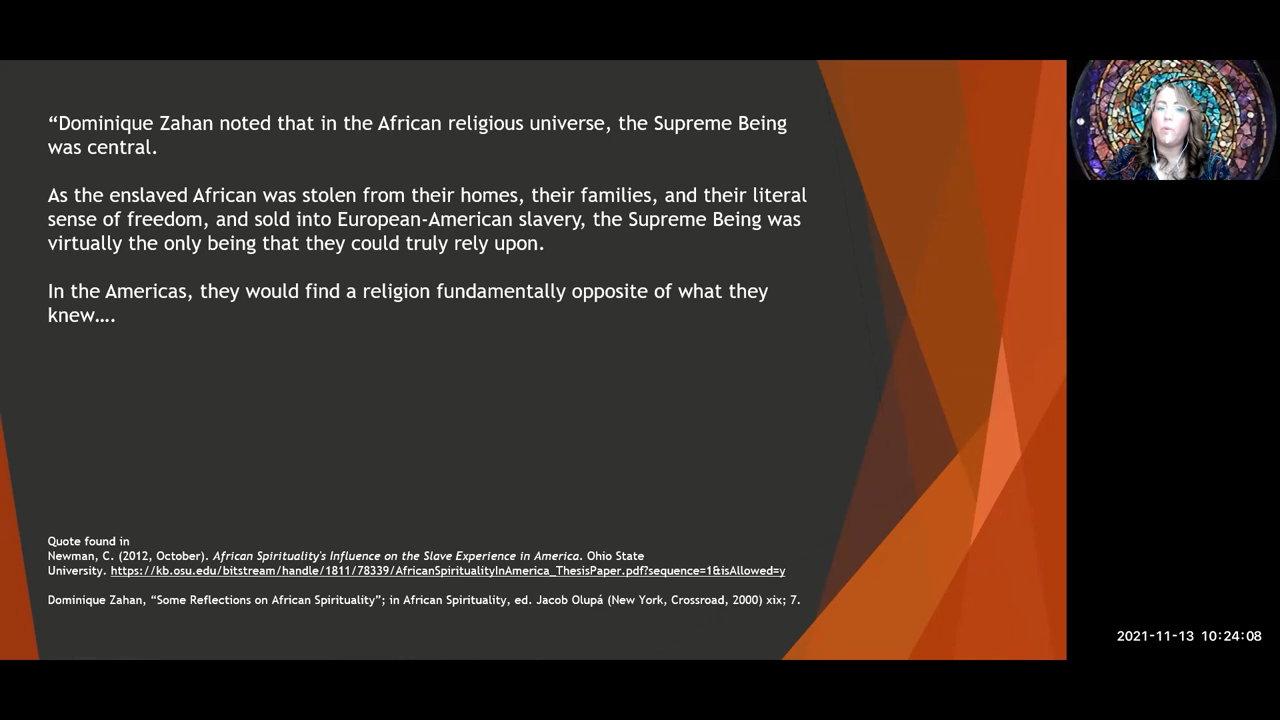 “Dominique Zahan noted that in the African religious universe, the Supreme Being
was central.
As the enslaved African was stolen from their homes, their families, and their literal
sense of freedom, and sold into European-American slavery, the Supreme Being was
virtually the only being that they could truly rely upon.
In the Americas, they would find a religion fundamentally opposite of what they
knew….
Quote found in
Newman, C. (2012, October). African Spirituality's Influence on the Slave Experience in America. Ohio State
University. https://kb.osu.edu/bitstream/handle/1811/78339/AfricanSpiritualityInAmerica_ThesisPaper.pdf?sequence=1&isAllowed=y
Dominique Zahan, “Some Reflections on African Spirituality”; in African Spirituality, ed. Jacob Olupá (New York, Crossroad, 2000) xix; 7.
2021-11-13 10:24:08